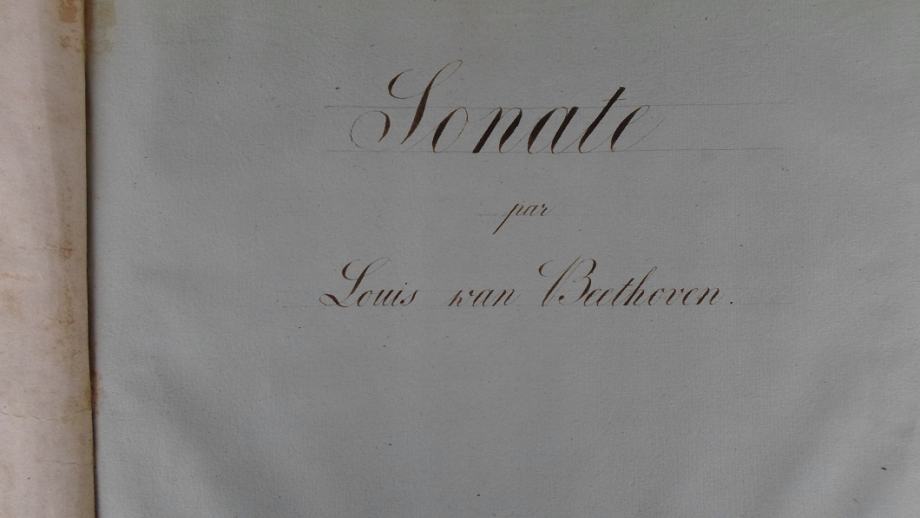 Sonate
par
Louis van Beethoven.